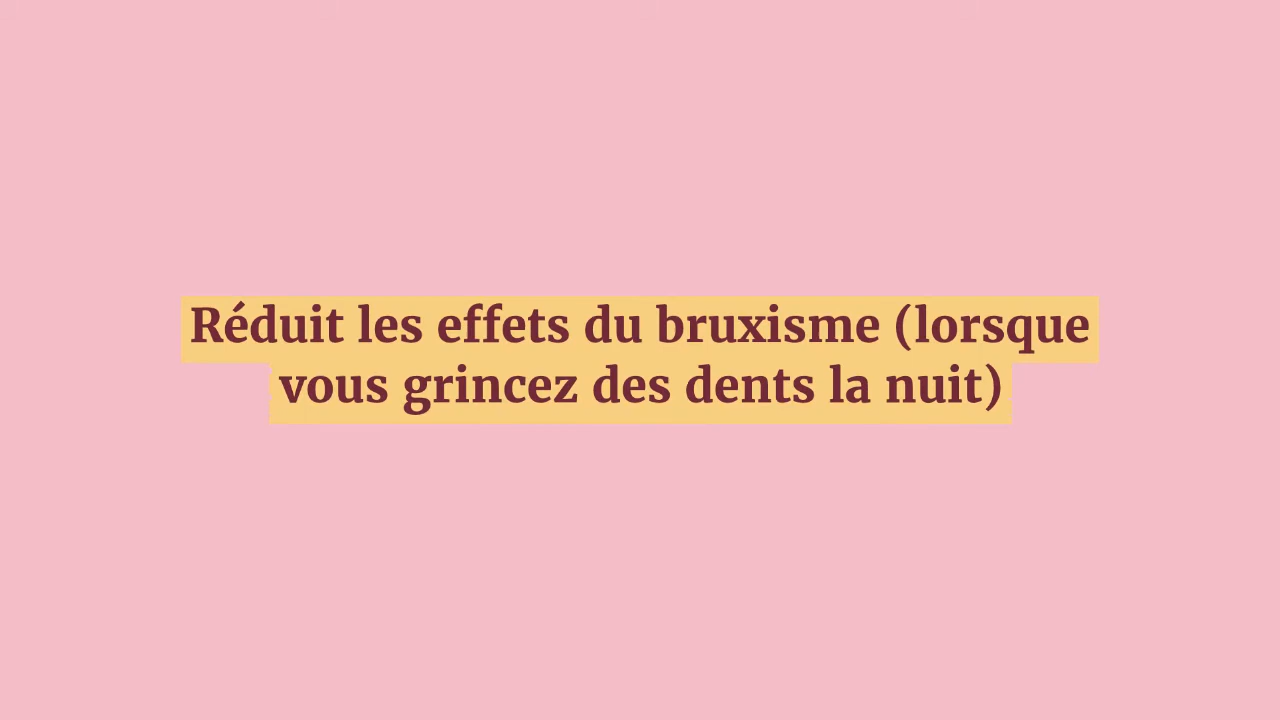 Réduit les effets du bruxisme (lorsque
vous grincez des dents la nuit)